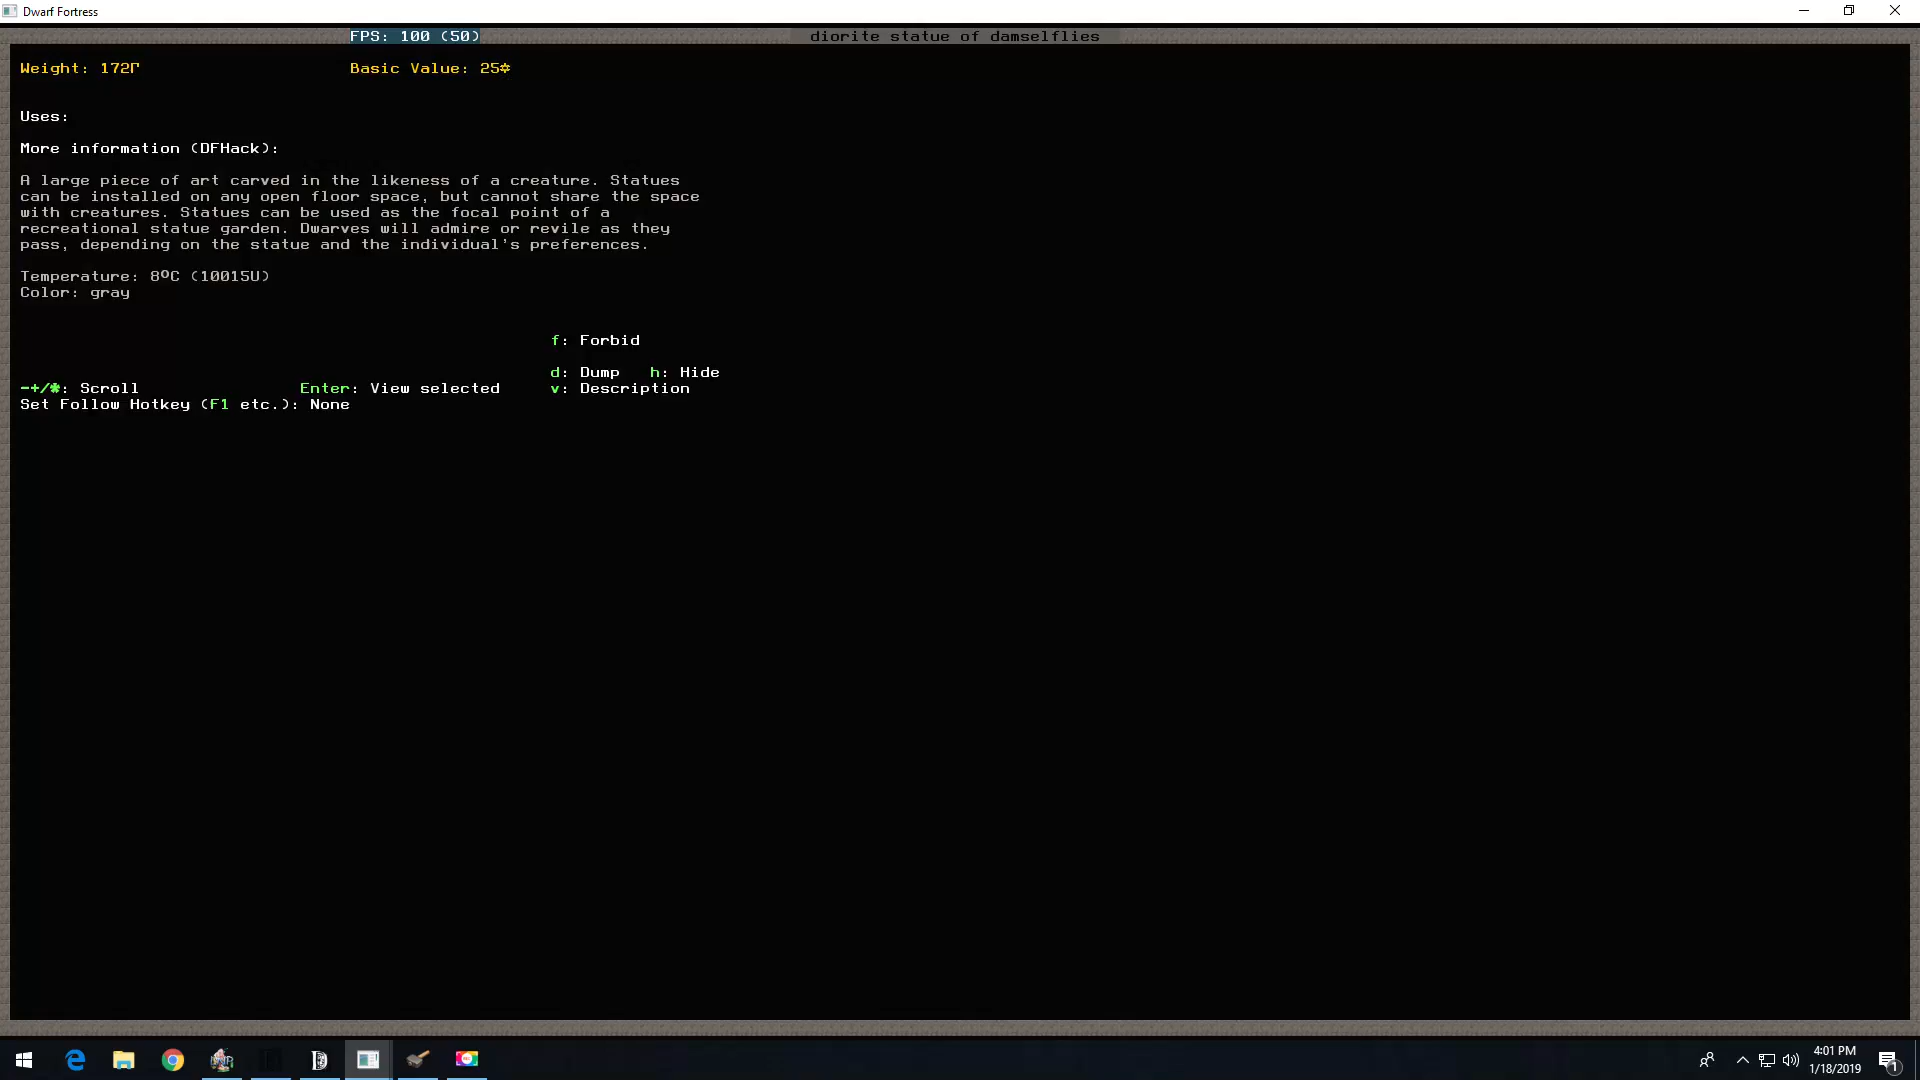 Dwarf Fortress
FPS: 100 (50) diorite statue of damselflies
Weight: 172Γ Basic Value: 25☼
Uses:
More information (DFHack):
A large piece of art carved in the likeness of a creature. Statues
can be installed on any open floor space, but cannot share the space
with creatures. Statues can be used as the focal point of a
recreational statue garden. Dwarves will admire or revile as they
pass, depending on the statue and the individual's preferences.
Temperature: 8ºC (10015U)
Color: gray
f: Forbid
d: Dump h: Hide
-+/*: Scroll Enter: View selected v: Description
Set Follow Hotkey (F1 etc.): None
4:01 PM
1/18/2019
1